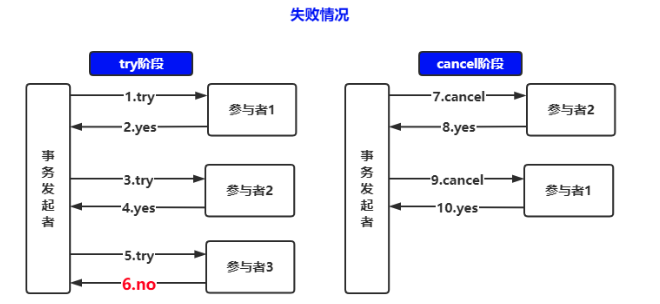 失败情况
try阶段
事务发起者
1.try
参与者1
2.yes
3.try
参与者2
4.yes
5.try
参与者3
6.no
cancel阶段
事务发起者
7.cancel
参与者2
8.yes
9.cancel
参与者1
10.yes